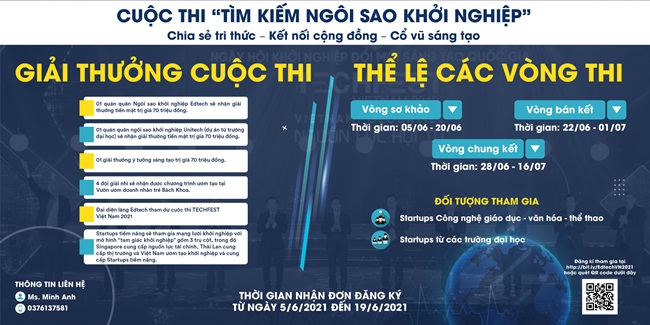 CUỘC THI “TÌM KIẾM NGÔI SAO KHỞI NGHIỆP”
Chia sẻ tri thức – Kết nối cộng đồng – Cổ vũ sáng tạo
GIẢI THƯỞNG CUỘC THI
01 quán quân Ngôi sao khởi nghiệp Edtech sẽ nhận giải
thưởng tiền mặt trị giá 70 triệu đồng.
01 quán quân ngôi sao khởi nghiệp Unitech (dự án từ trường
đại học) sẽ nhận giải thưởng tiền mặt trị giá 70 triệu đồng.
01 giải thưởng ý tưởng sáng tạo trị giá 70 triệu đồng.
4 đội giải nhì sẽ nhận được chương trình ươm tạo tại
Vườn ươm doanh nhân trẻ Bách Khoa.
Đại diện làng Edtech tham dự cuộc thi TECHFEST
Việt Nam 2021
Startups tiềm năng sẽ tham gia mạng lưới khởi nghiệp với
mô hình “tam giác khởi nghiệp” gồm 3 trụ cột, trong đó
Singapore cung cấp nguồn lực tài chính, Thái Lan cung
cấp thị trường và Việt Nam ươm tạo khởi nghiệp và cung
cấp Startups tiềm năng.
THÔNG TIN LIÊN HỆ
Ms. Minh Anh
0376137581
THỂ LỆ CÁC VÒNG THI
Vòng sơ khảo
Thời gian: 05/06 - 20/06
Vòng bán kết
Thời gian: 22/06 - 01/07
Vòng chung kết
Thời gian: 28/06 - 16/07
ĐỐI TƯỢNG THAM GIA
Startups Công nghệ giáo dục - văn hóa - thể thao
Startups từ các trường đại học
THỜI GIAN NHẬN ĐƠN ĐĂNG KÝ
TỪ NGÀY 5/6/2021 ĐẾN 19/6/2021
Đăng kí tham gia tại
http://bit.ly/EdtechVN2021
hoặc quét QR code dưới đây